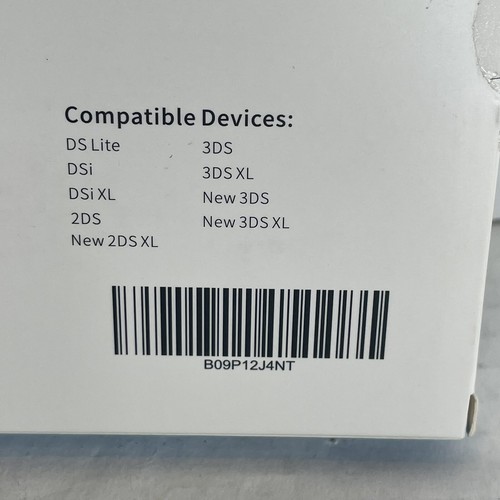 Compatible Devices:
DS Lite
DSi
DSi XL
2DS
New 2DS XL
3DS
3DS XL
New 3DS
New 3DS XL
B09P12J4NT